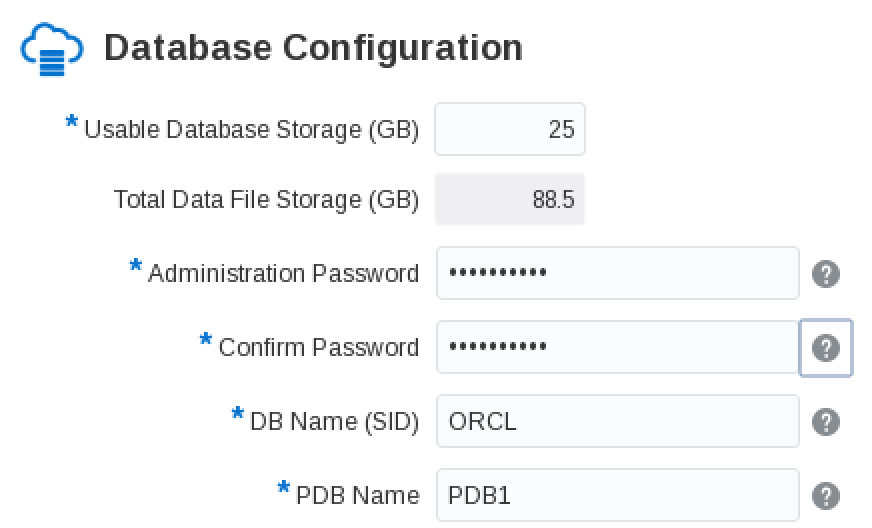 Database Configuration
* Usable Database Storage (GB) 25
Total Data File Storage (GB) 88.5
* Administration Password •••••••••• ?
* Confirm Password •••••••••• ?
* DB Name (SID) ORCL ?
* PDB Name PDB1 ?